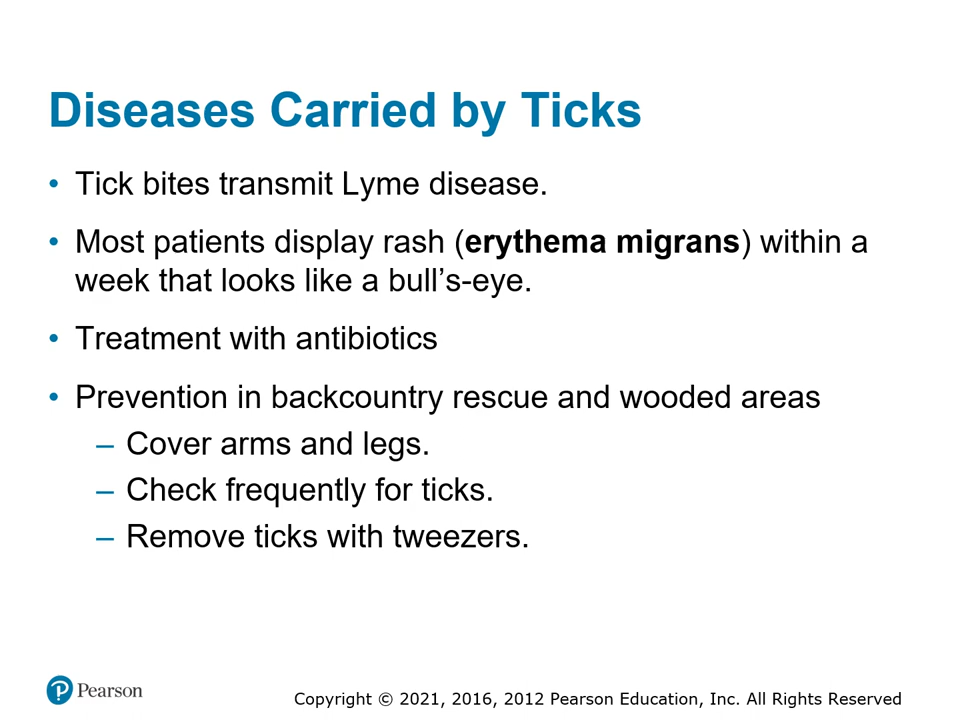 Diseases Carried by Ticks
• Tick bites transmit Lyme disease.
• Most patients display rash (erythema migrans) within a
week that looks like a bull’s-eye.
• Treatment with antibiotics
• Prevention in backcountry rescue and wooded areas
– Cover arms and legs.
– Check frequently for ticks.
– Remove ticks with tweezers.
P Pearson
Copyright © 2021, 2016, 2012 Pearson Education, Inc. All Rights Reserved